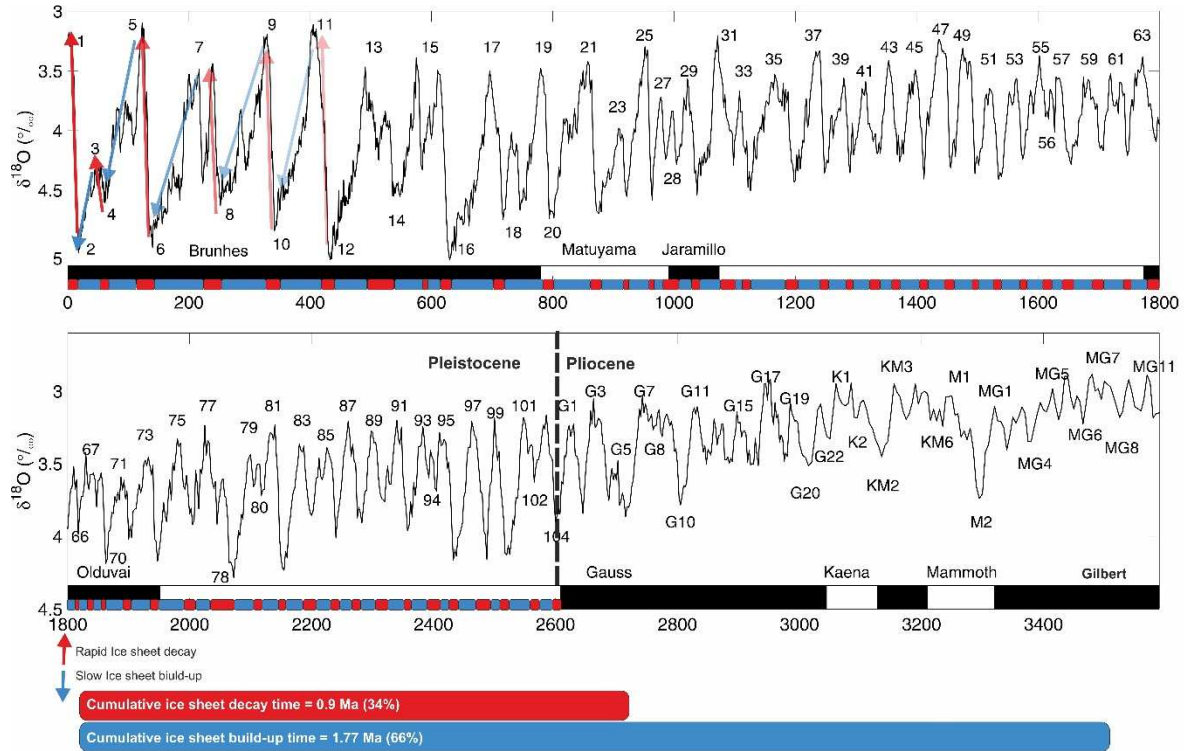 3
5
9
11
47
1
7
13
15
17
19
21
25
31
37
43
45
49
55
63
3.5
27
29
33
35
39
41
51
53
57
59
61
23
δ18O (°/₀₀)
4
3
56
28
4.5
4
8
14
2
6
10
12
16
18
20
Brunhes
Matuyama
Jaramillo
5
0 200 400 600 800 1000 1200 1400 1600 1800
Pleistocene
Pliocene
3
δ18O (°/₀₀)
67
71
73
75
77
79
81
83
85
87
89
91
93
95
97
99
101
G1
G3
G5
G7
G8
G11
G15
G17
G19
K1
KM3
M1
MG1
MG5
MG7
MG11
3.5
80
94
102
G22
K2
KM6
MG4
MG6
MG8
G20
KM2
G10
M2
4
66
70
78
104
Olduvai
Gauss
Kaena
Mammoth
Gilbert
4.5
1800 2000 2200 2400 2600 2800 3000 3200 3400
Rapid Ice sheet decay
Slow Ice sheet biuld-up
Cumulative ice sheet decay time = 0.9 Ma (34%)
Cumulative ice sheet build-up time = 1.77 Ma (66%)